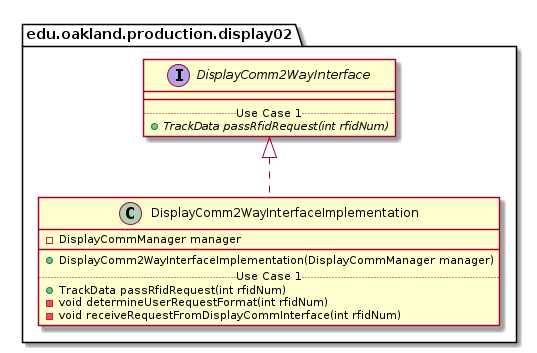 edu.oakland.production.display02
I DisplayComm2WayInterface
Use Case 1
TrackData passRfidRequest(int rfidNum)
C DisplayComm2WayInterfaceImplementation
DisplayCommManager manager
DisplayComm2WayInterfaceImplementation(DisplayCommManager manager)
Use Case 1
TrackData passRfidRequest(int rfidNum)
void determineUserRequestFormat(int rfidNum)
void receiveRequestFromDisplayCommInterface(int rfidNum)